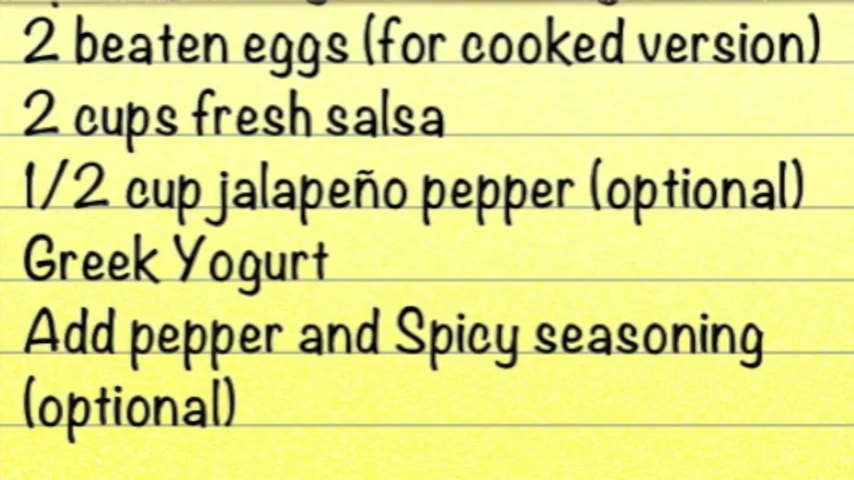 2 beaten eggs (for cooked version)
2 cups fresh salsa
1/2 cup jalapeño pepper (optional)
Greek Yogurt
Add pepper and Spicy seasoning
(optional)